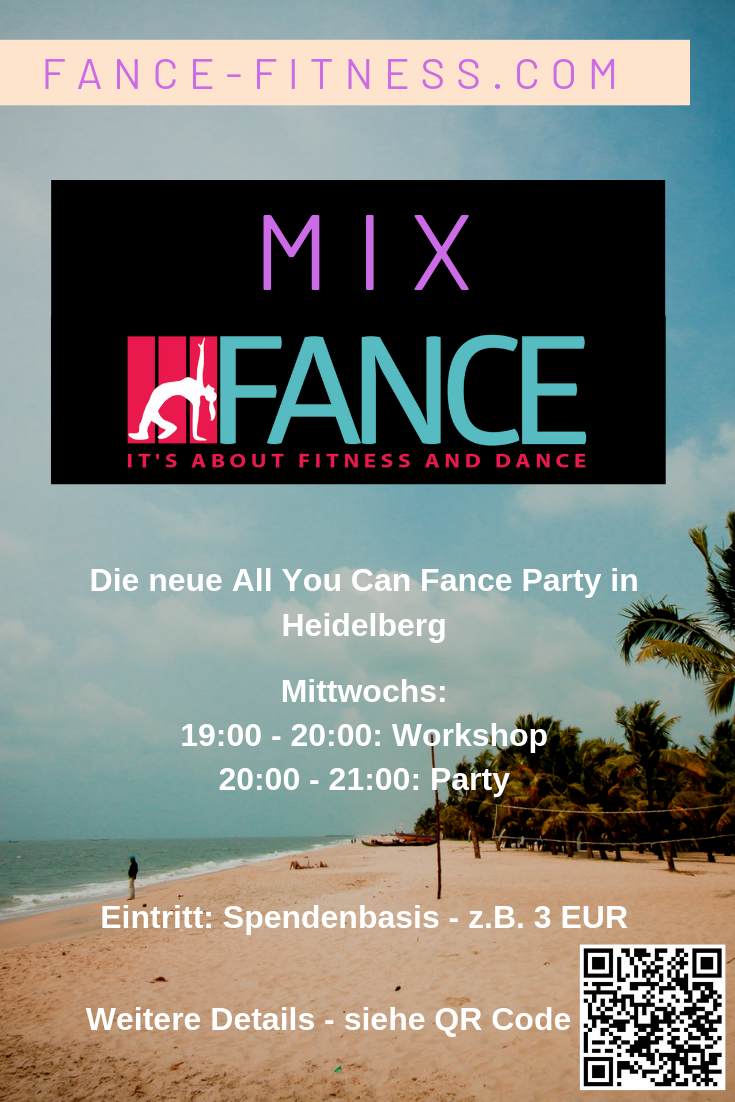 FANCE-FITNESS.COM
MIX
FANCE
IT'S ABOUT FITNESS AND DANCE
Die neue All You Can Fance Party in
Heidelberg
Mittwochs:
19:00 - 20:00: Workshop
20:00 - 21:00: Party
Eintritt: Spendenbasis - z.B. 3 EUR
Weitere Details - siehe QR Code